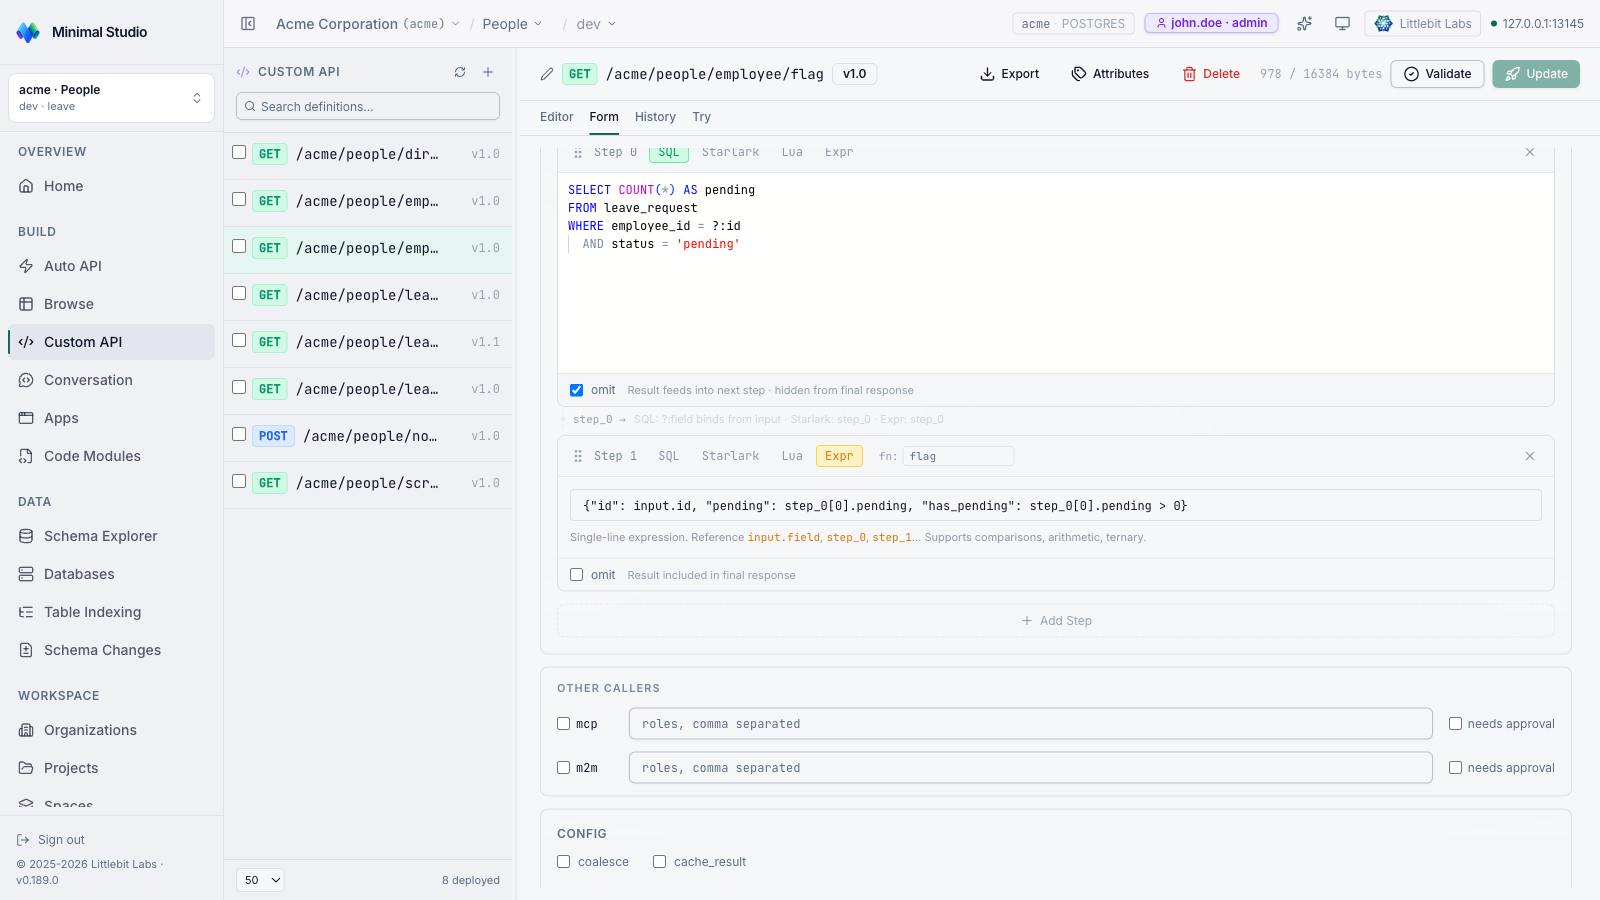 Minimal Studio
acme · People
dev · leave
OVERVIEW
Home
BUILD
Auto API
Browse
Custom API
Conversation
Apps
Code Modules
DATA
Schema Explorer
Databases
Table Indexing
Schema Changes
WORKSPACE
Organizations
Projects
Spaces
Sign out
© 2025-2026 Littlebit Labs ·
v0.189.0
Acme Corporation (acme) / People / dev
acme · POSTGRES
john.doe · admin
Littlebit Labs
127.0.0.1:13145
CUSTOM API
Search definitions...
GET /acme/people/dir... v1.0
GET /acme/people/emp... v1.0
GET /acme/people/emp... v1.0
GET /acme/people/lea... v1.0
GET /acme/people/lea... v1.1
GET /acme/people/lea... v1.0
POST /acme/people/no... v1.0
GET /acme/people/scr... v1.0
50
8 deployed
GET /acme/people/employee/flag v1.0
Export
Attributes
Delete
978 / 16384 bytes
Validate
Update
Editor
Form
History
Try
Step 0 SQL Starlark Lua Expr
SELECT COUNT(*) AS pending
FROM leave_request
WHERE employee_id = ?:id
AND status = 'pending'
omit Result feeds into next step · hidden from final response
step_0 → SQL: ?:field binds from input · Starlark: step_0 · Expr: step_0
Step 1 SQL Starlark Lua Expr fn: flag
{"id": input.id, "pending": step_0[0].pending, "has_pending": step_0[0].pending > 0}
Single-line expression. Reference input.field, step_0, step_1... Supports comparisons, arithmetic, ternary.
omit Result included in final response
+ Add Step
OTHER CALLERS
mcp roles, comma separated needs approval
m2m roles, comma separated needs approval
CONFIG
coalesce cache_result